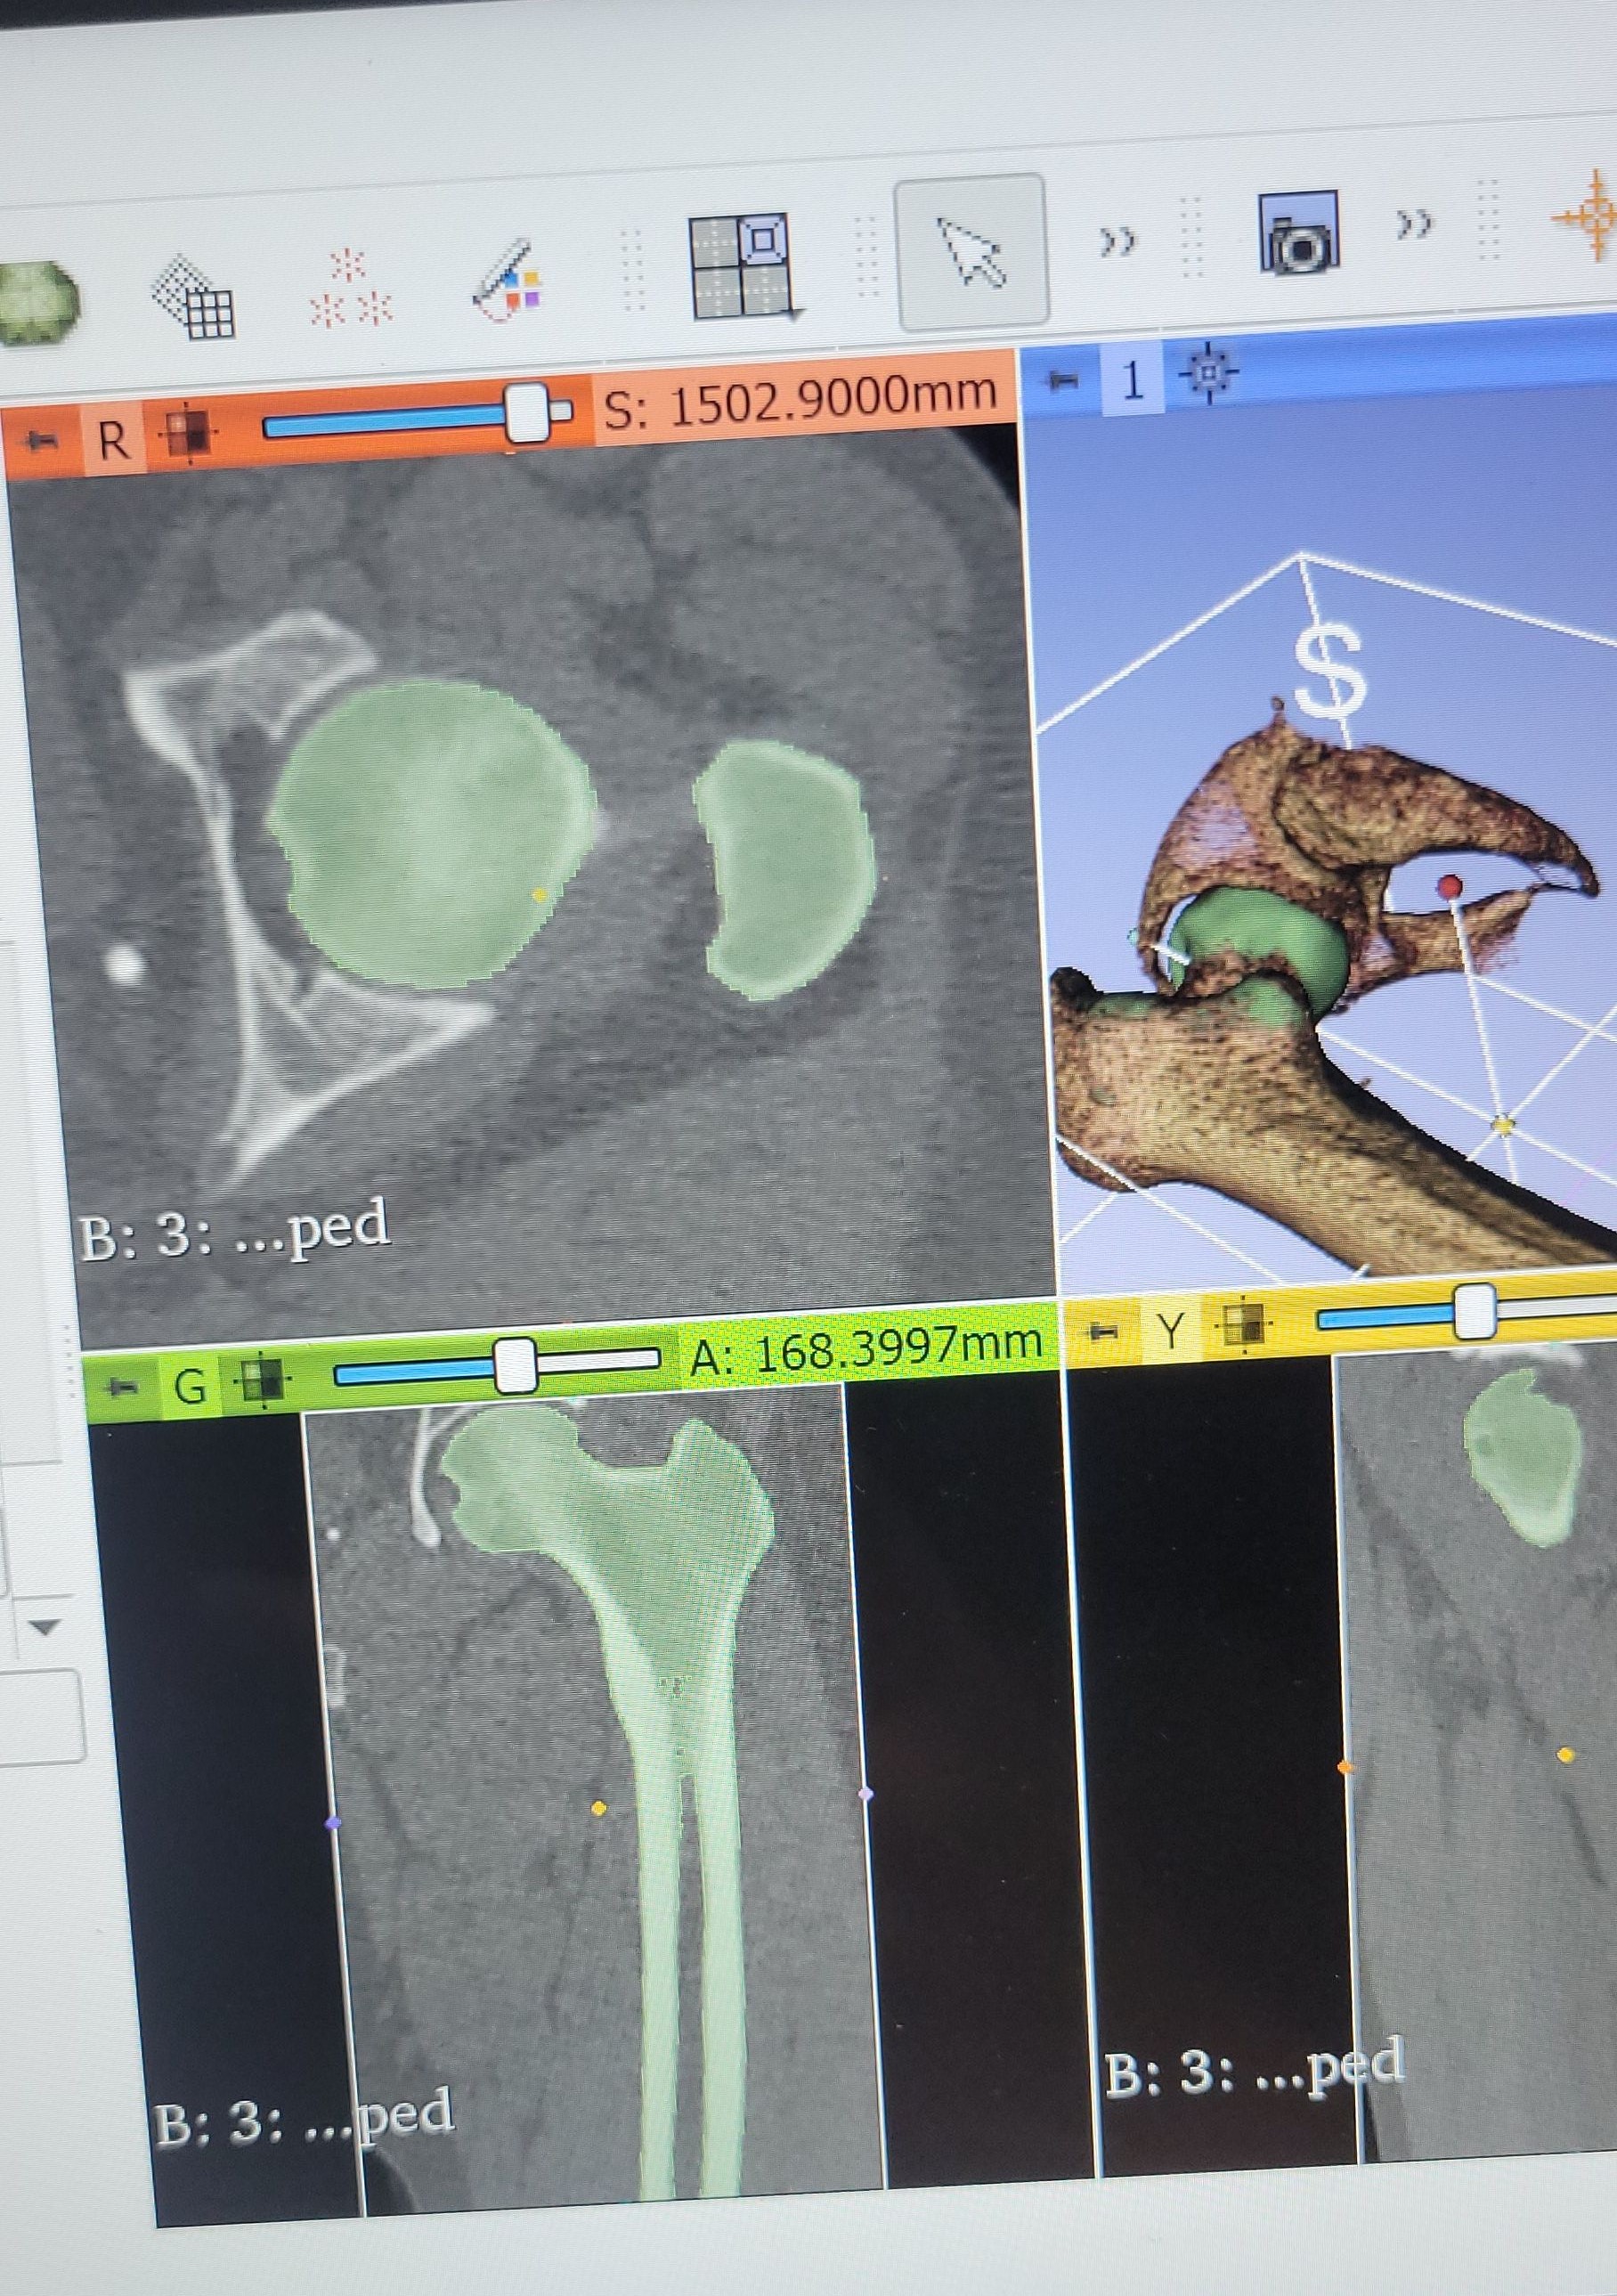 R
S: 1502.9000mm
1
S
B: 3: ...ped
G
A: 168.3997mm
Y
B: 3: ...ped
B: 3: ...ped